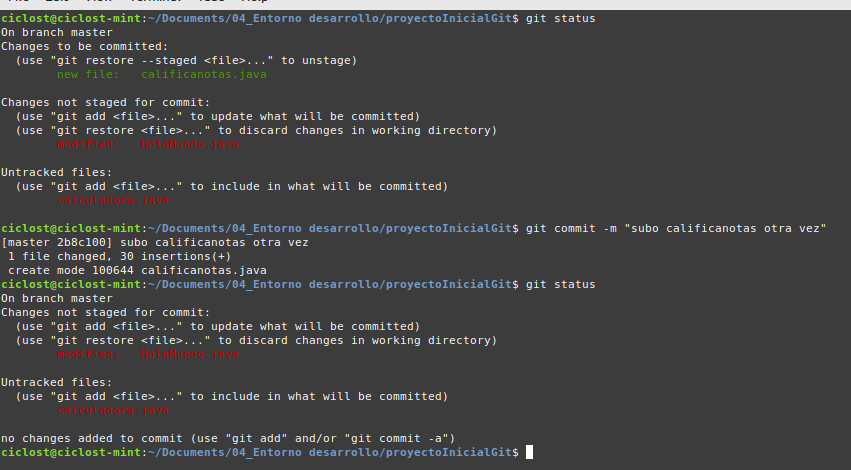 ciclost@ciclost-mint:~/Documents/04_Entorno desarrollo/proyectoInicialGit$ git status
On branch master
Changes to be committed:
  (use "git restore --staged <file>..." to unstage)
        new file:   calificanotas.java

Changes not staged for commit:
  (use "git add <file>..." to update what will be committed)
  (use "git restore <file>..." to discard changes in working directory)
        modified:   HolaMundo.java

Untracked files:
  (use "git add <file>..." to include in what will be committed)
        calculadora.java

ciclost@ciclost-mint:~/Documents/04_Entorno desarrollo/proyectoInicialGit$ git commit -m "subo calificanotas otra vez"
[master 2b8c100] subo calificanotas otra vez
 1 file changed, 30 insertions(+)
 create mode 100644 calificanotas.java
ciclost@ciclost-mint:~/Documents/04_Entorno desarrollo/proyectoInicialGit$ git status
On branch master
Changes not staged for commit:
  (use "git add <file>..." to update what will be committed)
  (use "git restore <file>..." to discard changes in working directory)
        modified:   HolaMundo.java

Untracked files:
  (use "git add <file>..." to include in what will be committed)
        calculadora.java

no changes added to commit (use "git add" and/or "git commit -a")
ciclost@ciclost-mint:~/Documents/04_Entorno desarrollo/proyectoInicialGit$